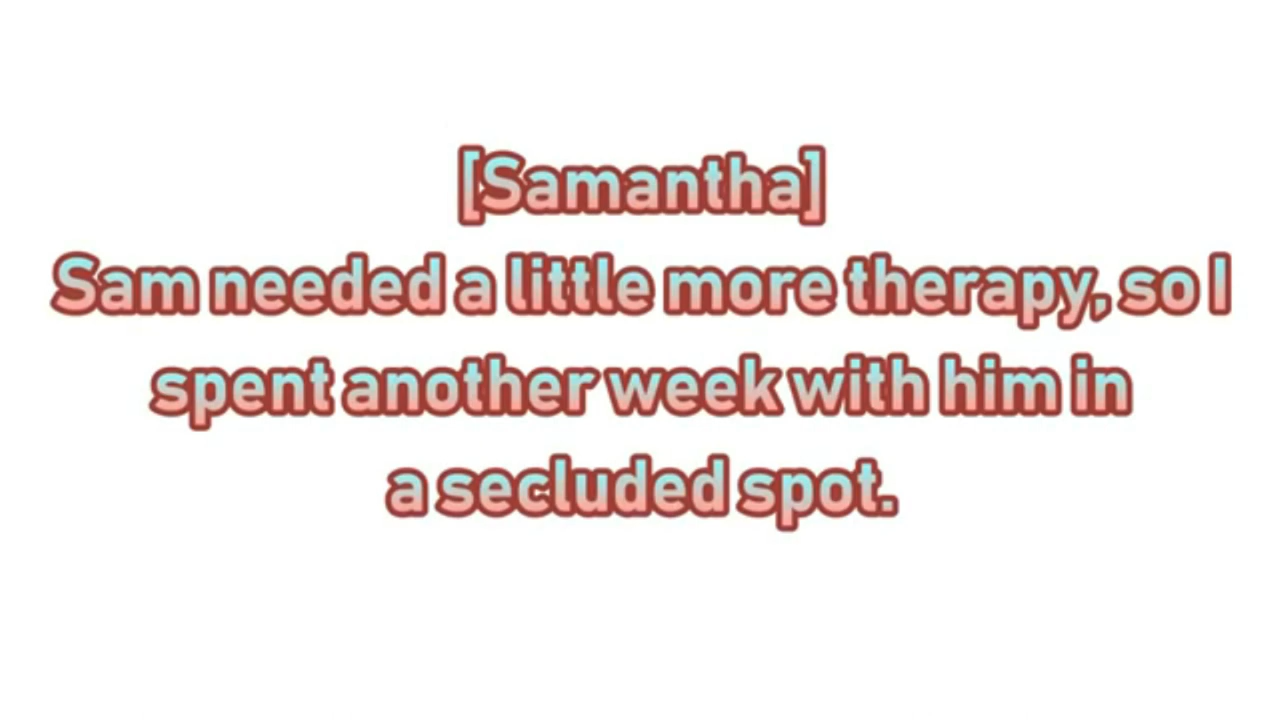 [Samantha]
Sam needed a little more therapy, so I
spent another week with him in
a secluded spot.